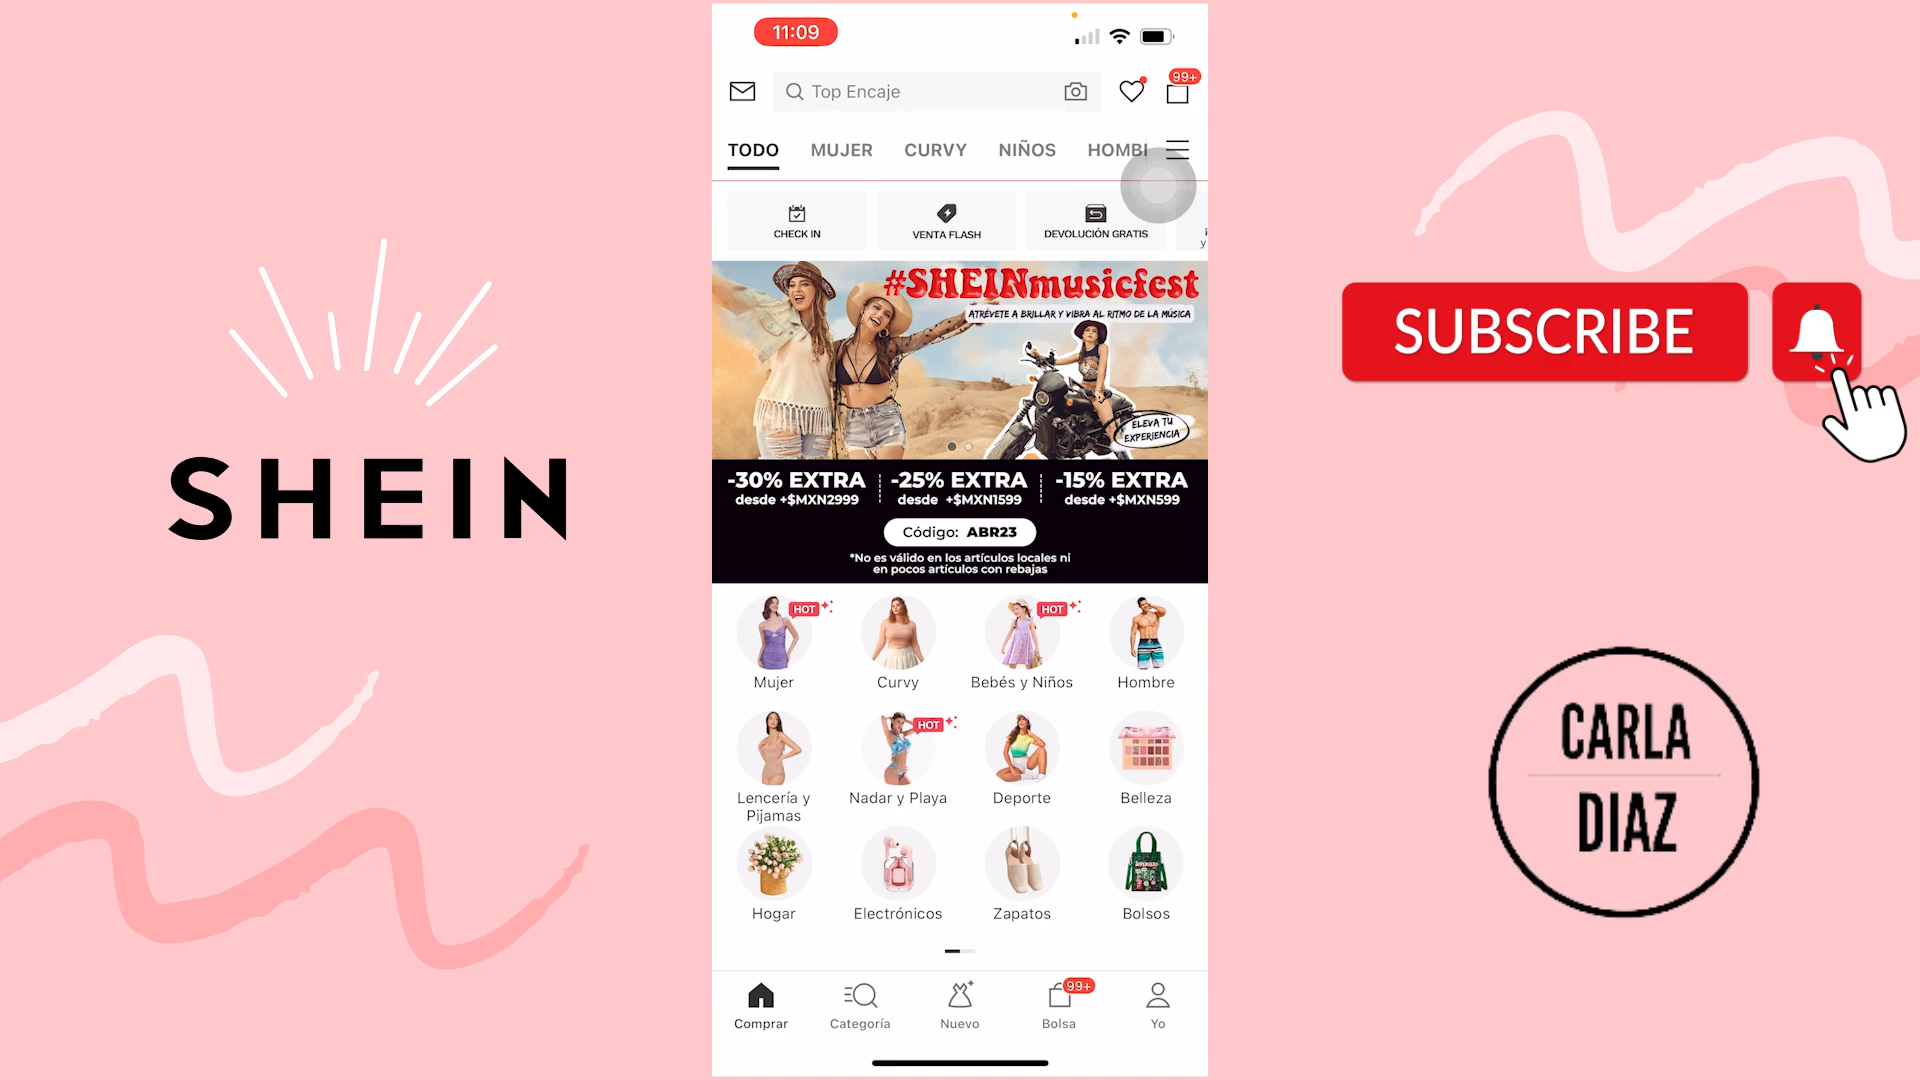 SHEIN
11:09
Top Encaje
99+
TODO MUJER CURVY NIÑOS HOMBI
CHECK IN
VENTA FLASH
DEVOLUCIÓN GRATIS
y
#SHEINmusicfest
ATRÉVETE A BRILLAR Y VIBRA AL RITMO DE LA MÚSICA
ELEVA TU
EXPERIENCIA
-30% EXTRA
desde +$MXN2999
-25% EXTRA
desde +$MXN1599
-15% EXTRA
desde +$MXN599
Código: ABR23
*No es válido en los artículos locales ni
en pocos artículos con rebajas
HOT
HOT
Mujer
Curvy
Bebés y Niños
Hombre
HOT
Lencería y
Pijamas
Nadar y Playa
Deporte
Belleza
Hogar
Electrónicos
Zapatos
Bolsos
99+
Comprar
Categoría
Nuevo
Bolsa
Yo
SUBSCRIBE
CARLA
DIAZ